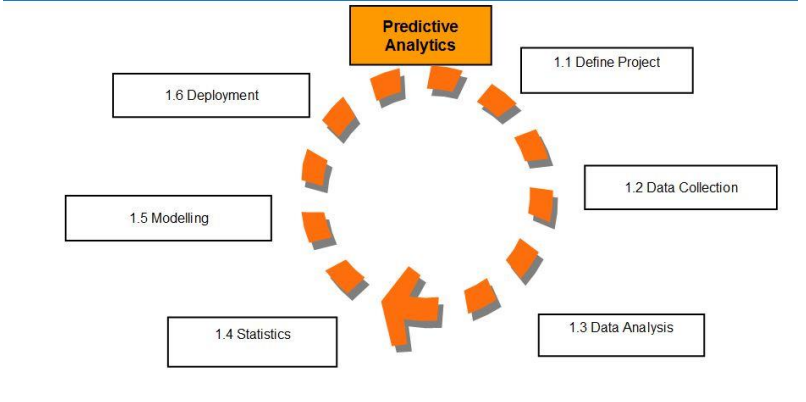 Predictive
Analytics
1.1 Define Project
1.2 Data Collection
1.3 Data Analysis
1.4 Statistics
1.5 Modelling
1.6 Deployment